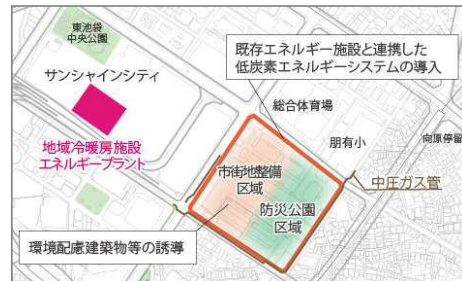 東池袋
中央公園
既存エネルギー施設と連携した
低炭素エネルギーシステムの導入
サンシャインシティ
総合体育場
地域冷暖房施設
エネルギープラント
朋有小
向原停留
市街地整備
区域
中圧ガス管
防災公園
区域
環境配慮建築物等の誘導